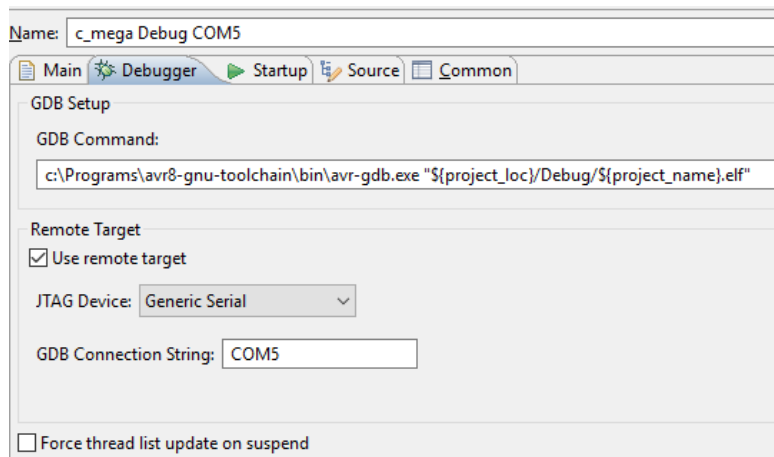 Name: c_mega Debug COM5
Main Debugger Startup Source Common
GDB Setup
GDB Command:
c:\Programs\avr8-gnu-toolchain\bin\avr-gdb.exe "${project_loc}/Debug/${project_name}.elf"
Remote Target
Use remote target
JTAG Device: Generic Serial
GDB Connection String: COM5
Force thread list update on suspend